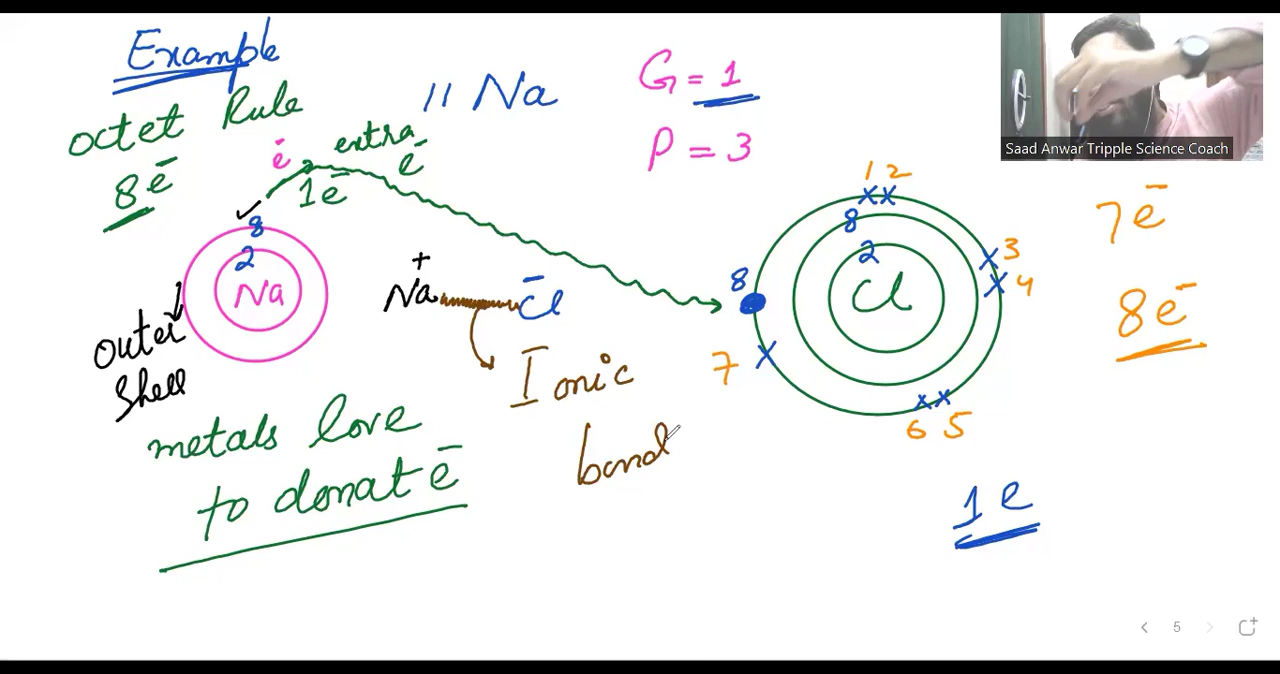 Example
octet Rule
8e⁻
11 Na
G = 1
P = 3
e⁻
extra
e⁻
1e⁻
8
2
Na
outer
shell
Na⁺
Cl⁻
Ionic
bond
metals love
to donat e⁻
1 2
8
2
Cl
3
4
8
7
6 5
7e⁻
8e⁻
1 e
Saad Anwar Tripple Science Coach
5